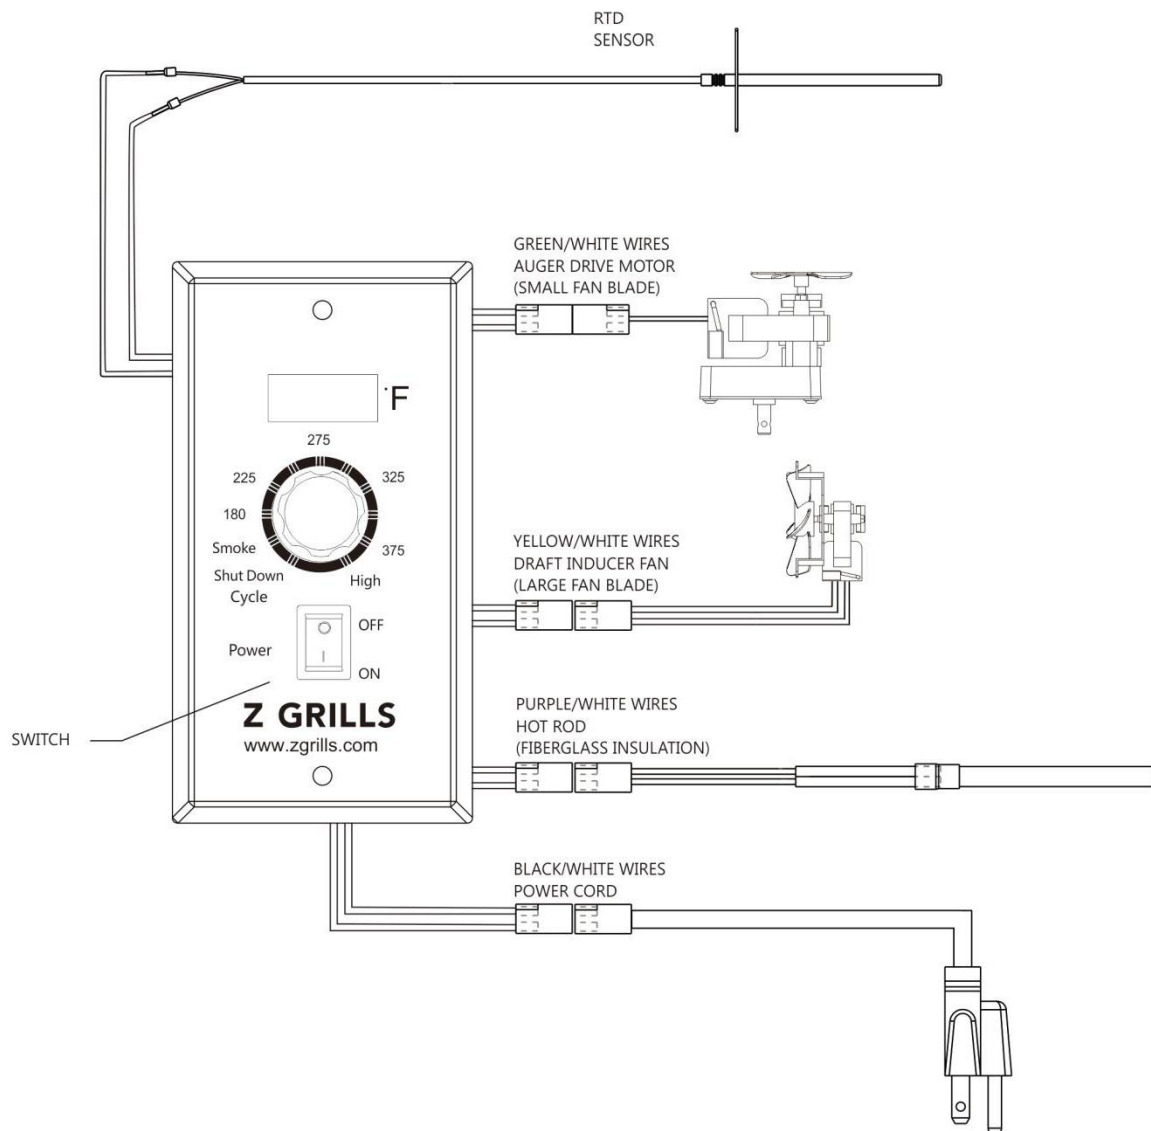 RTD
SENSOR
GREEN/WHITE WIRES
AUGER DRIVE MOTOR
(SMALL FAN BLADE)
°F
275
225
325
180
Smoke
375
Shut Down
Cycle
High
YELLOW/WHITE WIRES
DRAFT INDUCER FAN
(LARGE FAN BLADE)
OFF
Power
ON
SWITCH
Z GRILLS
www.zgrills.com
PURPLE/WHITE WIRES
HOT ROD
(FIBERGLASS INSULATION)
BLACK/WHITE WIRES
POWER CORD